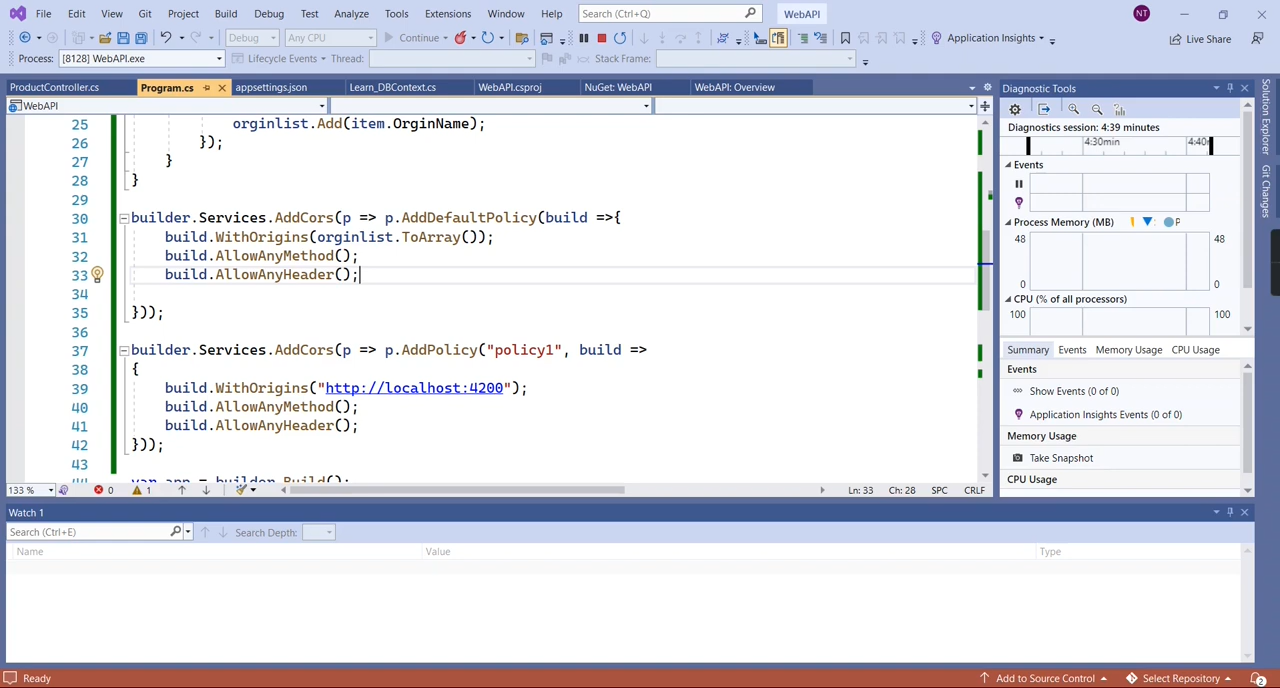 File Edit View Git Project Build Debug Test Analyze Tools Extensions Window Help Search (Ctrl+Q) WebAPI NT
Debug Any CPU Continue Application Insights Live Share
Process: [8128] WebAPI.exe Lifecycle Events Thread: Stack Frame:
ProductController.cs Program.cs appsettings.json Learn_DBContext.cs WebAPI.csproj NuGet: WebAPI WebAPI: Overview
WebAPI
25 orginlist.Add(item.OrginName);
26 });
27 }
28 }
29
30 builder.Services.AddCors(p => p.AddDefaultPolicy(build =>{
31 build.WithOrigins(orginlist.ToArray());
32 build.AllowAnyMethod();
33 build.AllowAnyHeader();
34
35 }));
36
37 builder.Services.AddCors(p => p.AddPolicy("policy1", build =>
38 {
39 build.WithOrigins("http://localhost:4200");
40 build.AllowAnyMethod();
41 build.AllowAnyHeader();
42 }));
43
var app = builder.Build();
133 % 0 1 Ln: 33 Ch: 28 SPC CRLF
Diagnostic Tools
Diagnostics session: 4:39 minutes
4:30min
Events
Process Memory (MB) P
48 48
0 0
CPU (% of all processors)
100 100
Summary Events Memory Usage CPU Usage
Events
Show Events (0 of 0)
Application Insights Events (0 of 0)
Memory Usage
Take Snapshot
CPU Usage
Solution Explorer
Git Changes
Watch 1
Search (Ctrl+E) Search Depth:
Name Value Type
Ready Add to Source Control Select Repository 2